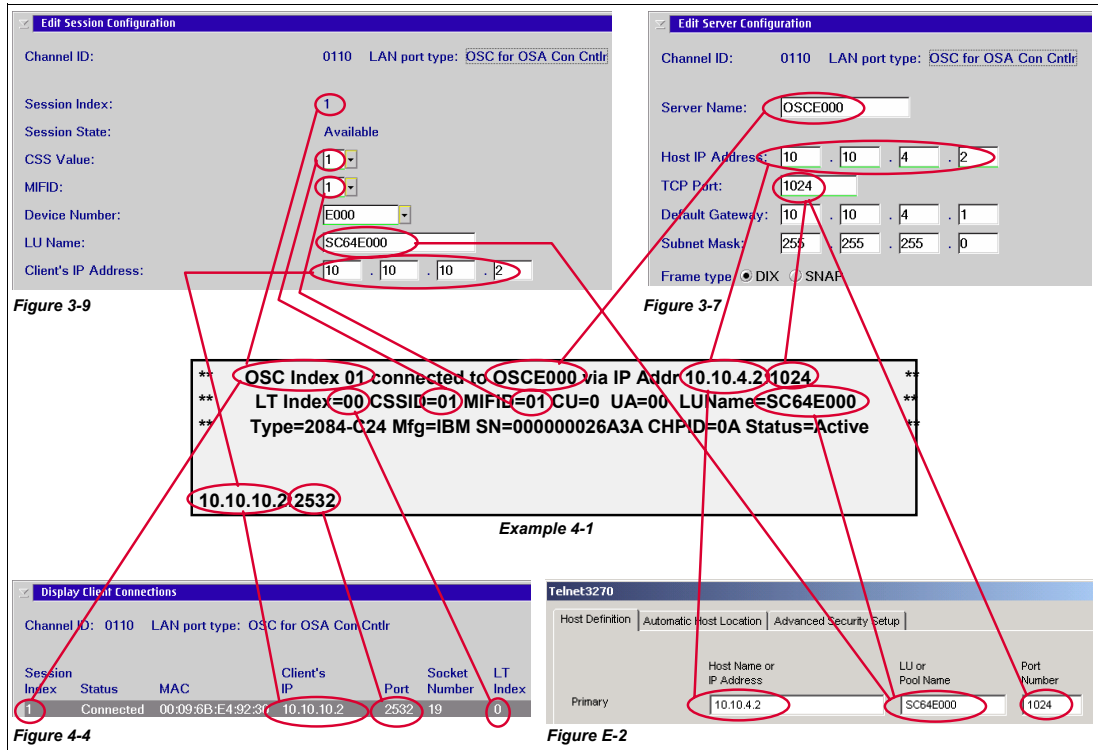 Edit Session Configuration
Channel ID: 0110 LAN port type: OSC for OSA Con Cntlr
Session Index: 1
Session State: Available
CSS Value: 1
MIFID: 1
Device Number: E000
LU Name: SC64E000
Client's IP Address: 10 . 10 . 10 . 2
Figure 3-9
Edit Server Configuration
Channel ID: 0110 LAN port type: OSC for OSA Con Cntlr
Server Name: OSCE000
Host IP Address: 10 . 10 . 4 . 2
TCP Port: 1024
Default Gateway: 10 . 10 . 4 . 1
Subnet Mask: 255 . 255 . 255 . 0
Frame type DIX SNAP
Figure 3-7
** OSC Index 01 connected to OSCE000 via IP Addr 10.10.4.2:1024 **
** LT Index=00 CSSID=01 MIFID=01 CU=0 UA=00 LUName=SC64E000 **
** Type=2084-C24 Mfg=IBM SN=000000026A3A CHPID=0A Status=Active **
10.10.10.2:2532
Example 4-1
Display Client Connections
Channel ID: 0110 LAN port type: OSC for OSA Con Cntlr
Session Client's Socket LT
Index Status MAC IP Port Number Index
1 Connected 00:09:6B:E4:92:30 10.10.10.2 2532 19 0
Figure 4-4
Telnet3270
Host Definition Automatic Host Location Advanced Security Setup
Host Name or LU or Port
IP Address Pool Name Number
Primary 10.10.4.2 SC64E000 1024
Figure E-2